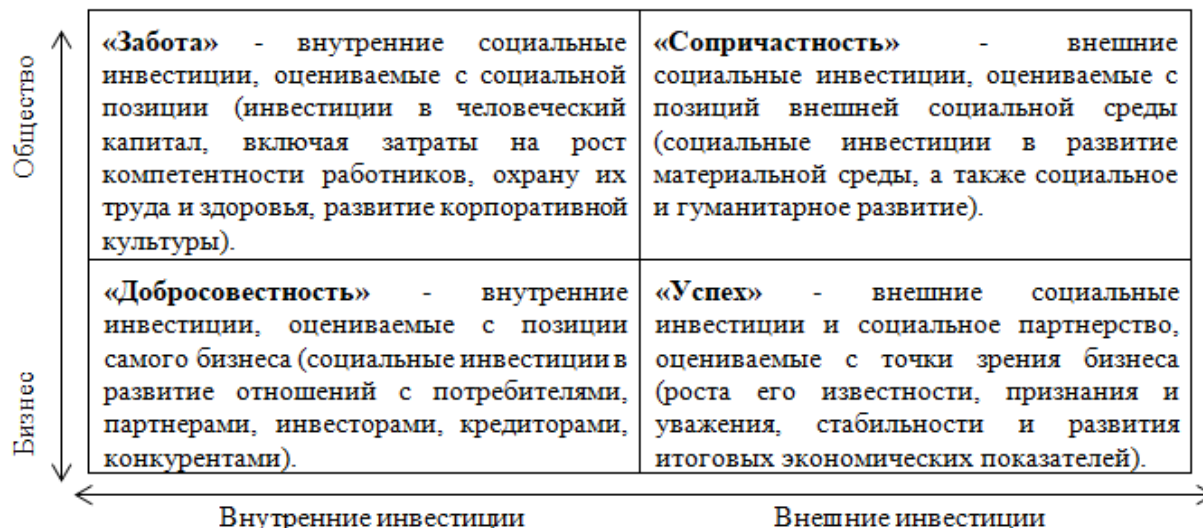 Общество
«Забота» - внутренние социальные
инвестиции, оцениваемые с социальной
позиции (инвестиции в человеческий
капитал, включая затраты на рост
компетентности работников, охрану их
труда и здоровья, развитие корпоративной
культуры).
«Сопричастность» - внешние
социальные инвестиции, оцениваемые с
позиций внешней социальной среды
(социальные инвестиции в развитие
материальной среды, а также социальное
и гуманитарное развитие).
Бизнес
«Добросовестность» - внутренние
инвестиции, оцениваемые с позиции
самого бизнеса (социальные инвестиции в
развитие отношений с потребителями,
партнерами, инвесторами, кредиторами,
конкурентами).
«Успех» - внешние социальные
инвестиции и социальное партнерство,
оцениваемые с точки зрения бизнеса
(роста его известности, признания и
уважения, стабильности и развития
итоговых экономических показателей).
Внутренние инвестиции
Внешние инвестиции